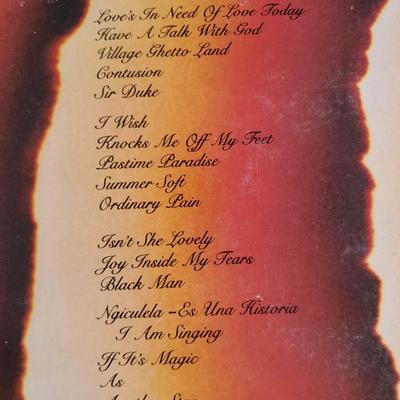 Love's In Need Of Love Today
Have A Talk With God
Village Ghetto Land
Contusion
Sir Duke
I Wish
Knocks Me Off My Feet
Pastime Paradise
Summer Soft
Ordinary Pain
Isn't She Lovely
Joy Inside My Tears
Black Man
Ngiculela – Es Una Historia
I Am Singing
If It's Magic
As